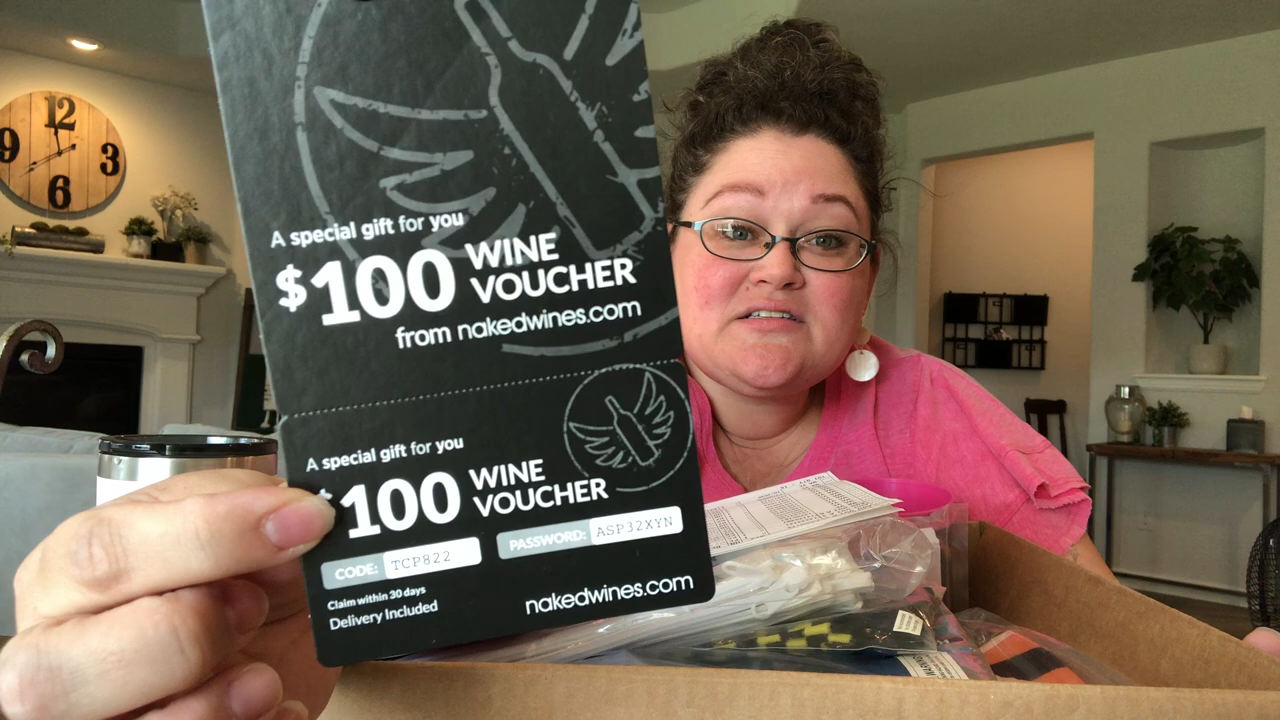 12
9
3
6
A special gift for you
$100 WINE
VOUCHER
from nakedwines.com
A special gift for you
$100 WINE
VOUCHER
CODE: TCP822
PASSWORD: ASP32XYN
Claim within 30 days
Delivery Included
nakedwines.com